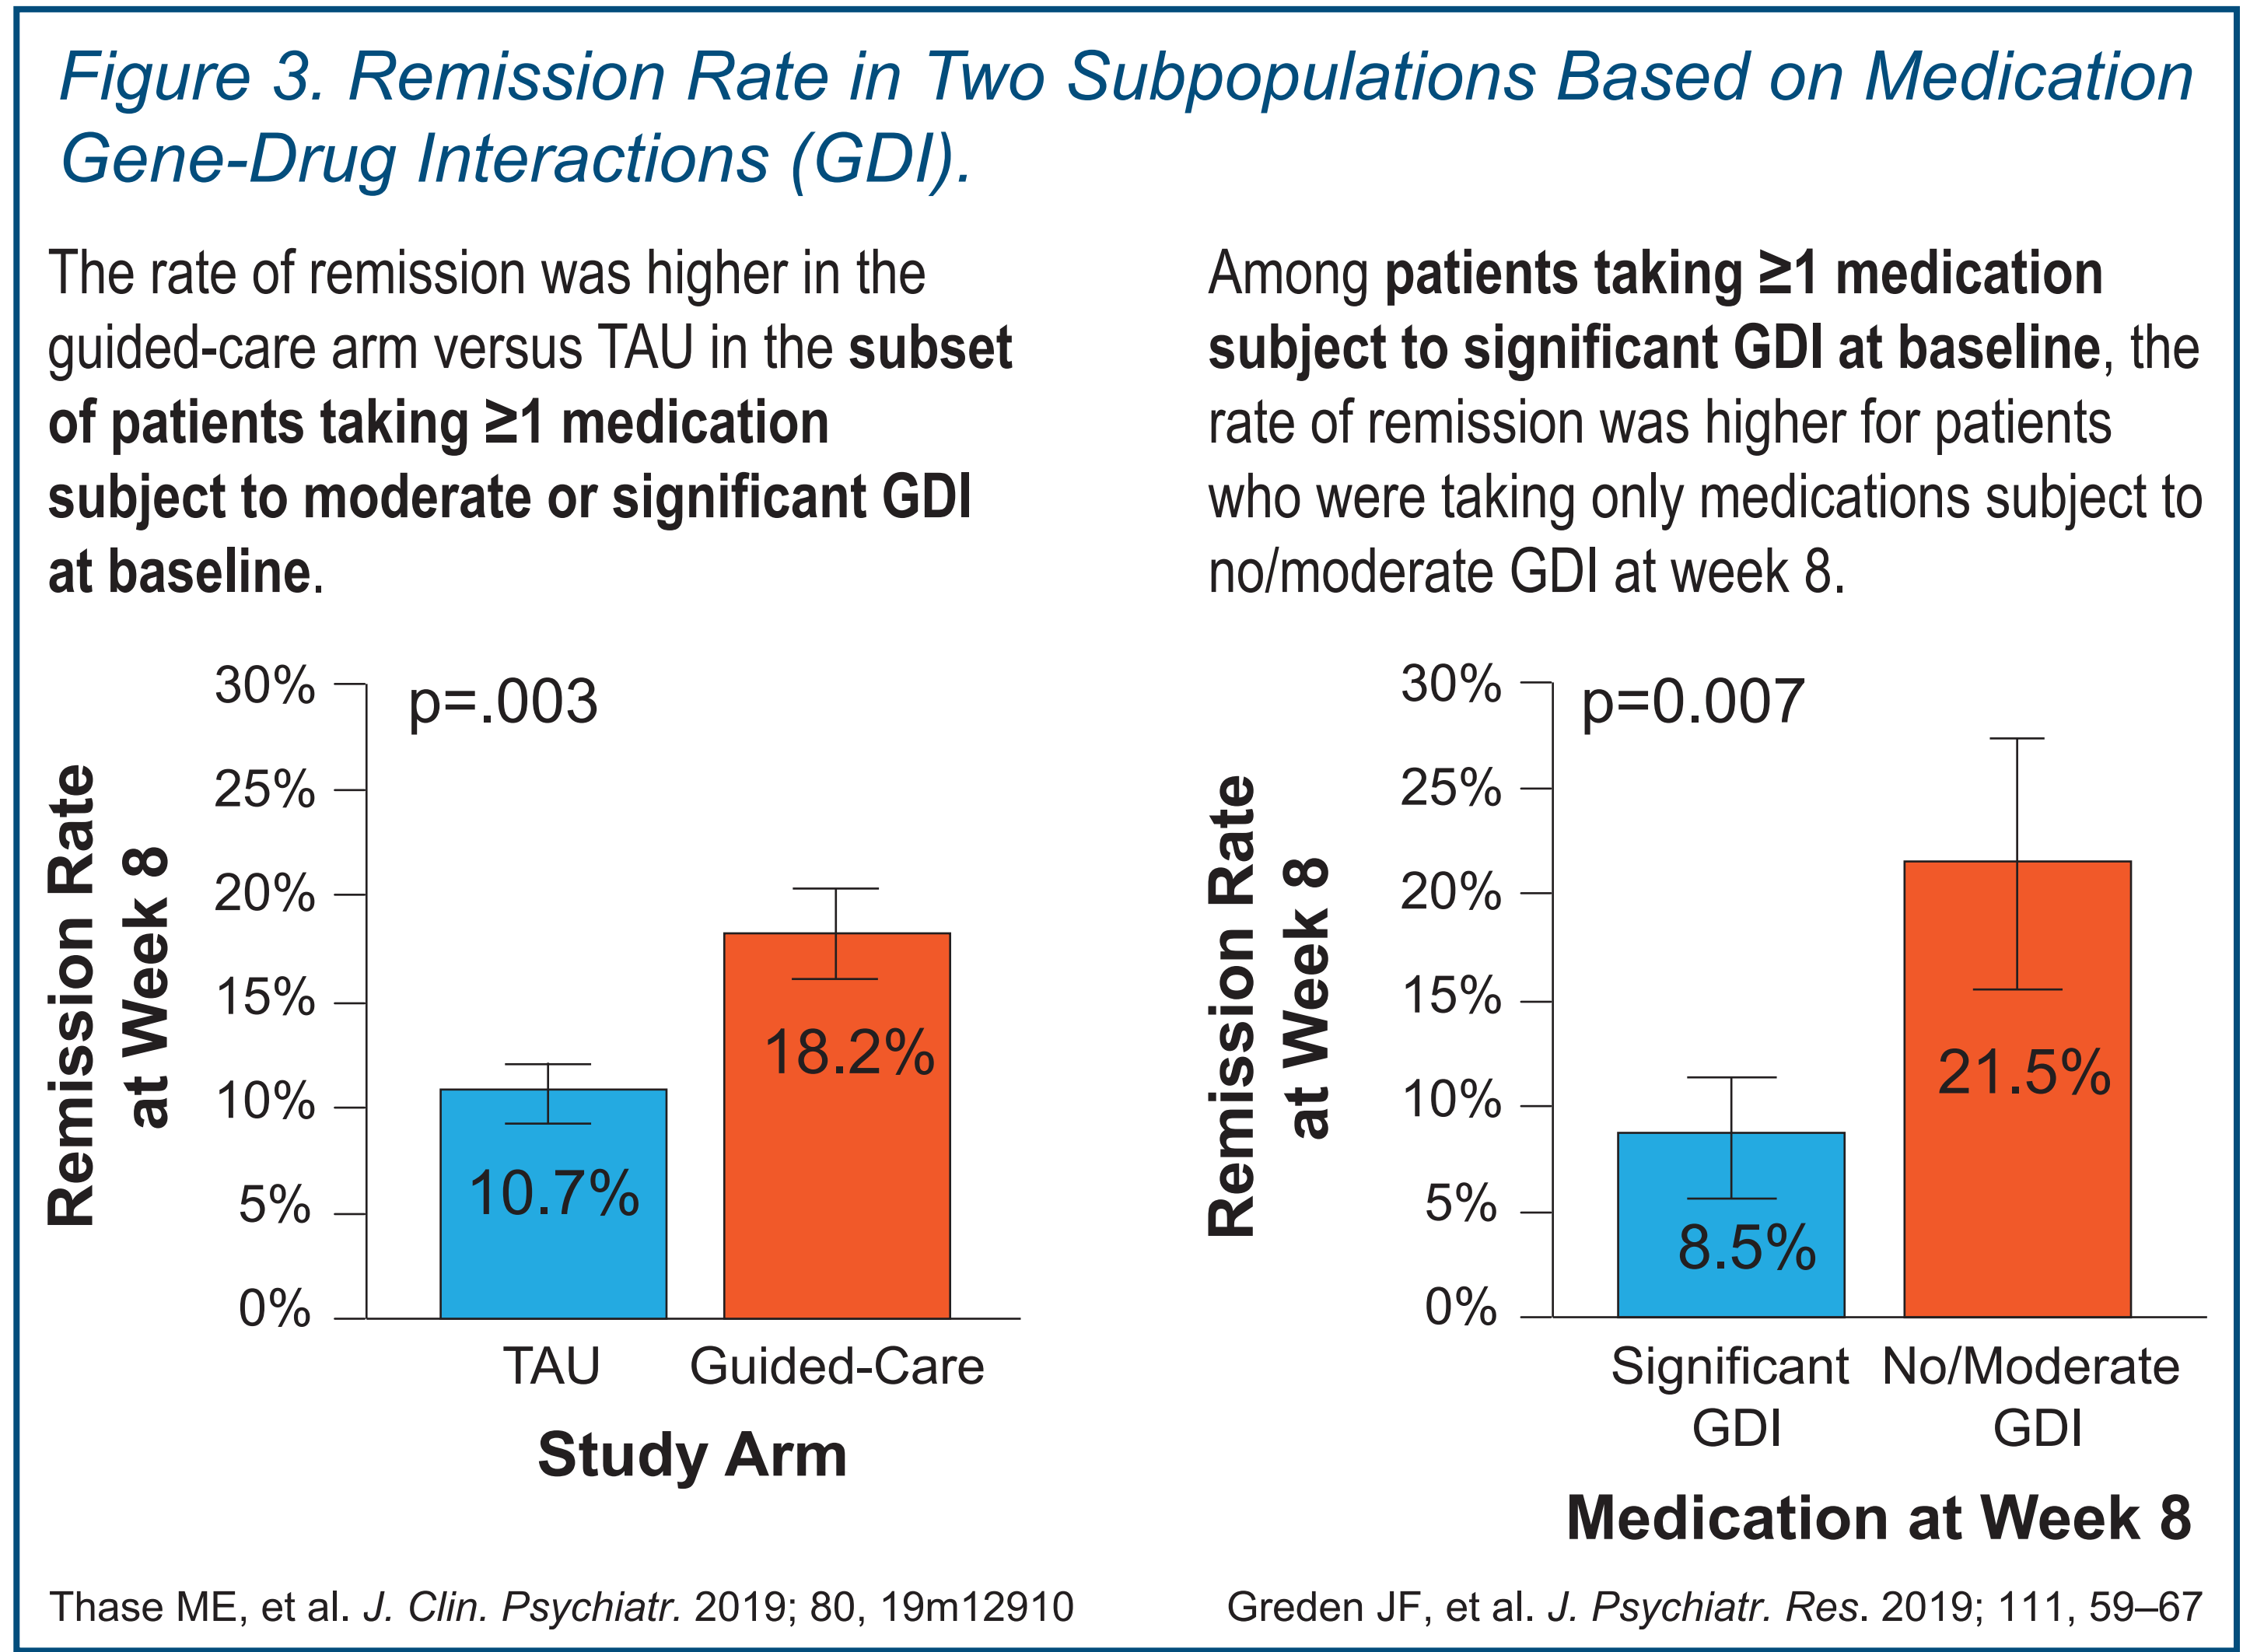 Figure 3. Remission Rate in Two Subpopulations Based on Medication
Gene-Drug Interactions (GDI).
The rate of remission was higher in the
guided-care arm versus TAU in the subset
of patients taking ≥1 medication
subject to moderate or significant GDI
at baseline.
Remission Rate
at Week 8
30%
25%
20%
15%
10%
5%
0%
p=.003
10.7%
18.2%
TAU
Guided-Care
Study Arm
Thase ME, et al. J. Clin. Psychiatr. 2019; 80, 19m12910
Among patients taking ≥1 medication
subject to significant GDI at baseline, the
rate of remission was higher for patients
who were taking only medications subject to
no/moderate GDI at week 8.
Remission Rate
at Week 8
30%
25%
20%
15%
10%
5%
0%
p=0.007
8.5%
21.5%
Significant
GDI
No/Moderate
GDI
Medication at Week 8
Greden JF, et al. J. Psychiatr. Res. 2019; 111, 59–67